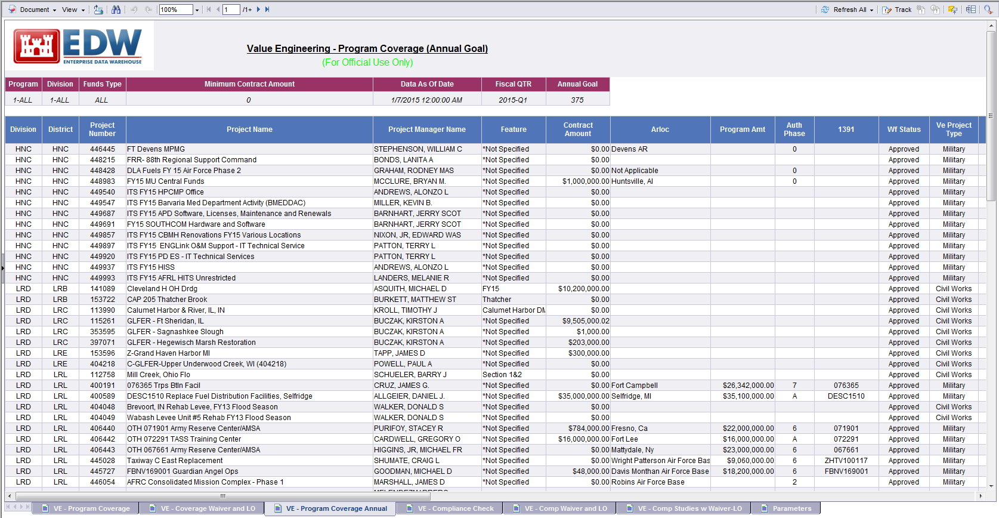 Document View 100% 1 /1+ Refresh All Track
EDW
ENTERPRISE DATA WAREHOUSE
Value Engineering - Program Coverage (Annual Goal)
(For Official Use Only)
Program Division Funds Type Minimum Contract Amount Data As Of Date Fiscal QTR Annual Goal
1-ALL 1-ALL ALL 0 1/7/2015 12:00:00 AM 2015-Q1 375
Division District Project Number Project Name Project Manager Name Feature Contract Amount Arloc Program Amt Auth Phase 1391 Wf Status Ve Project Type
HNC HNC 446445 FT Devens MPMG STEPHENSON, WILLIAM C *Not Specified $0.00 Devens AR 0 Approved Military
HNC HNC 448215 FRR- 88th Regional Support Command BONDS, LANITA A *Not Specified $0.00 Approved Military
HNC HNC 448428 DLA Fuels FY 15 Air Force Phase 2 GRAHAM, RODNEY MAS *Not Specified $0.00 Not Applicable 0 Approved Military
HNC HNC 448983 FY15 MU Central Funds MCCLURE, BRYAN M. *Not Specified $1,000,000.00 Huntsville, Al 0 Approved Military
HNC HNC 449540 ITS FY15 HPCMP Office ANDREWS, ALONZO L *Not Specified $0.00 Approved Military
HNC HNC 449547 ITS FY15 Barvaria Med Department Activity (BMEDDAC) MILLER, KEVIN B. *Not Specified $0.00 Approved Military
HNC HNC 449687 ITS FY15 APD Software, Licenses, Maintenance and Renewals BARNHART, JERRY SCOT *Not Specified $0.00 Approved Military
HNC HNC 449691 FY15 SOUTHCOM Hardware and Software BARNHART, JERRY SCOT *Not Specified $0.00 Approved Military
HNC HNC 449857 ITS FY15 CBMH Renovations FY15 Various Locations NIXON, JR, EDWARD WAS *Not Specified $0.00 Approved Military
HNC HNC 449897 ITS FY15 ENGLink O&M Support - IT Technical Service PATTON, TERRY L *Not Specified $0.00 Approved Military
HNC HNC 449920 ITS FY15 PD ES - IT Technical Services PATTON, TERRY L *Not Specified $0.00 Approved Military
HNC HNC 449937 ITS FY15 HISS ANDREWS, ALONZO L *Not Specified $0.00 Approved Military
HNC HNC 449993 ITS FY15 AFRL HITS Unrestricted LANDERS, MELANIE R *Not Specified $0.00 Approved Military
LRD LRB 141089 Cleveland H OH Drdg ASQUITH, MICHAEL D FY15 $10,200,000.00 Approved Civil Works
LRD LRB 153722 CAP 205 Thatcher Brook BURKETT, MATTHEW ST Thatcher $0.00 Approved Civil Works
LRD LRC 113990 Calumet Harbor & River, IL, IN KROLL, TIMOTHY J Calumet Harbor DM $0.00 Approved Civil Works
LRD LRC 115261 GLFER - Ft Sheridan, IL BUCZAK, KIRSTON A *Not Specified $9,505,000.02 Approved Civil Works
LRD LRC 353595 GLFER - Sagnashkee Slough BUCZAK, KIRSTON A *Not Specified $1,000.00 Approved Civil Works
LRD LRC 397071 GLFER - Hegewisch Marsh Restoration BUCZAK, KIRSTON A *Not Specified $203,000.00 Approved Civil Works
LRD LRE 153596 Z-Grand Haven Harbor MI TAPP, JAMES D *Not Specified $300,000.00 Approved Civil Works
LRD LRE 404218 C-GLFER-Upper Underwood Creek, WI (404218) POWELL, PAUL A *Not Specified $0.00 Approved Civil Works
LRD LRL 112758 Mill Creek, Ohio Flo SCHUELER, BARRY J Section 1&2 $0.00 Approved Civil Works
LRD LRL 400191 076365 Trps Btln Facil CRUZ, JAMES G. *Not Specified $0.00 Fort Campbell $26,342,000.00 7 076365 Approved Military
LRD LRL 400589 DESC1510 Replace Fuel Distribution Facilities, Selfridge ALLGEIER, DANIEL J. *Not Specified $35,000,000.00 Selfridge, MI $35,100,000.00 A DESC1510 Approved Military
LRD LRL 404048 Brevoort, IN Rehab Levee, FY13 Flood Season WALKER, DONALD S *Not Specified $0.00 Approved Civil Works
LRD LRL 404049 Wabash Levee Unit #5 Rehab FY13 Flood Season WALKER, DONALD S *Not Specified $0.00 Approved Civil Works
LRD LRL 406440 OTH 071901 Army Reserve Center/AMSA PURIFOY, STACEY R *Not Specified $784,000.00 Fresno, Ca $22,000,000.00 6 071901 Approved Military
LRD LRL 406442 OTH 072291 TASS Training Center CARDWELL, GREGORY O *Not Specified $16,000,000.00 Fort Lee $16,000,000.00 A 072291 Approved Military
LRD LRL 406443 OTH 067661 Army Reserve Center/AMSA HIGGINS, JR, MICHAEL FR *Not Specified $0.00 Mattydale, Ny $23,000,000.00 6 067661 Approved Military
LRD LRL 445028 Taxiway C East Replacement SHUMATE, CRAIG L *Not Specified $0.00 Wright Patterson Air Force Bas $9,060,000.00 6 ZHTV100117 Approved Military
LRD LRL 445727 FBNV169001 Guardian Angel Ops GOODMAN, MICHAEL D *Not Specified $48,000.00 Davis Monthan Air Force Base $18,200,000.00 6 FBNV169001 Approved Military
LRD LRL 446054 AFRC Consolidated Mission Complex - Phase 1 MARSHALL, JAMES D *Not Specified $0.00 Robins Air Force Base 2 Approved Military
VE - Program Coverage VE - Coverage Waiver and LO VE - Program Coverage Annual VE - Compliance Check VE - Comp Waiver and LO VE - Comp Studies w Waiver-LO Parameters